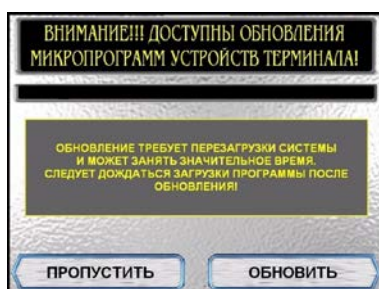 ВНИМАНИЕ!!! ДОСТУПНЫ ОБНОВЛЕНИЯ
МИКРОПРОГРАММ УСТРОЙСТВ ТЕРМИНАЛА!
ОБНОВЛЕНИЕ ТРЕБУЕТ ПЕРЕЗАГРУЗКИ СИСТЕМЫ
И МОЖЕТ ЗАНЯТЬ ЗНАЧИТЕЛЬНОЕ ВРЕМЯ.
СЛЕДУЕТ ДОЖДАТЬСЯ ЗАГРУЗКИ ПРОГРАММЫ ПОСЛЕ
ОБНОВЛЕНИЯ!
ПРОПУСТИТЬ ОБНОВИТЬ